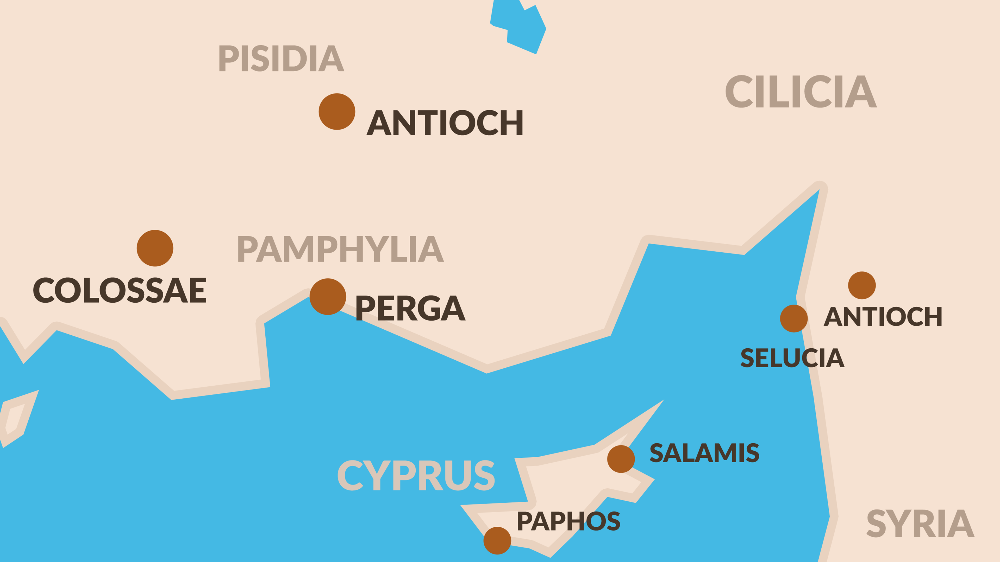 PISIDIA
CILICIA
ANTIOCH
PAMPHYLIA
COLOSSAE
PERGA
ANTIOCH
SELUCIA
SALAMIS
CYPRUS
PAPHOS
SYRIA